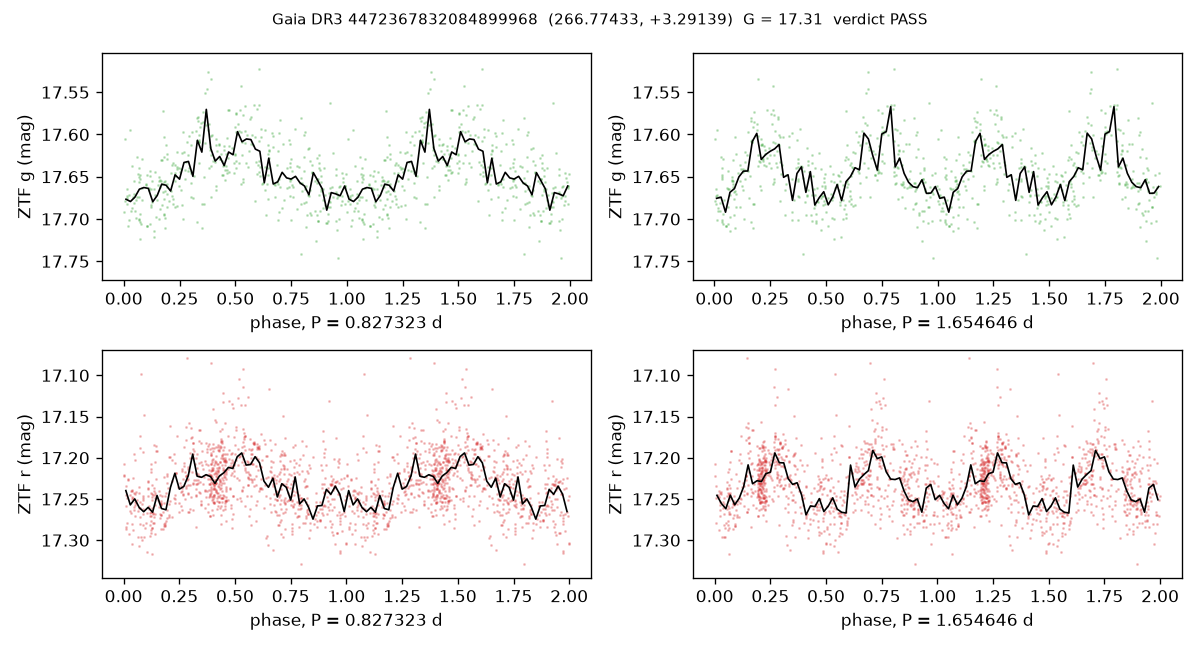 Gaia DR3 4472367832084899968 (266.77433, +3.29139) G = 17.31 verdict PASS
ZTF g (mag)
17.55
17.60
17.65
17.70
17.75
0.00 0.25 0.50 0.75 1.00 1.25 1.50 1.75 2.00
phase, P = 0.827323 d
ZTF g (mag)
17.55
17.60
17.65
17.70
17.75
0.00 0.25 0.50 0.75 1.00 1.25 1.50 1.75 2.00
phase, P = 1.654646 d
ZTF r (mag)
17.10
17.15
17.20
17.25
17.30
0.00 0.25 0.50 0.75 1.00 1.25 1.50 1.75 2.00
phase, P = 0.827323 d
ZTF r (mag)
17.10
17.15
17.20
17.25
17.30
0.00 0.25 0.50 0.75 1.00 1.25 1.50 1.75 2.00
phase, P = 1.654646 d